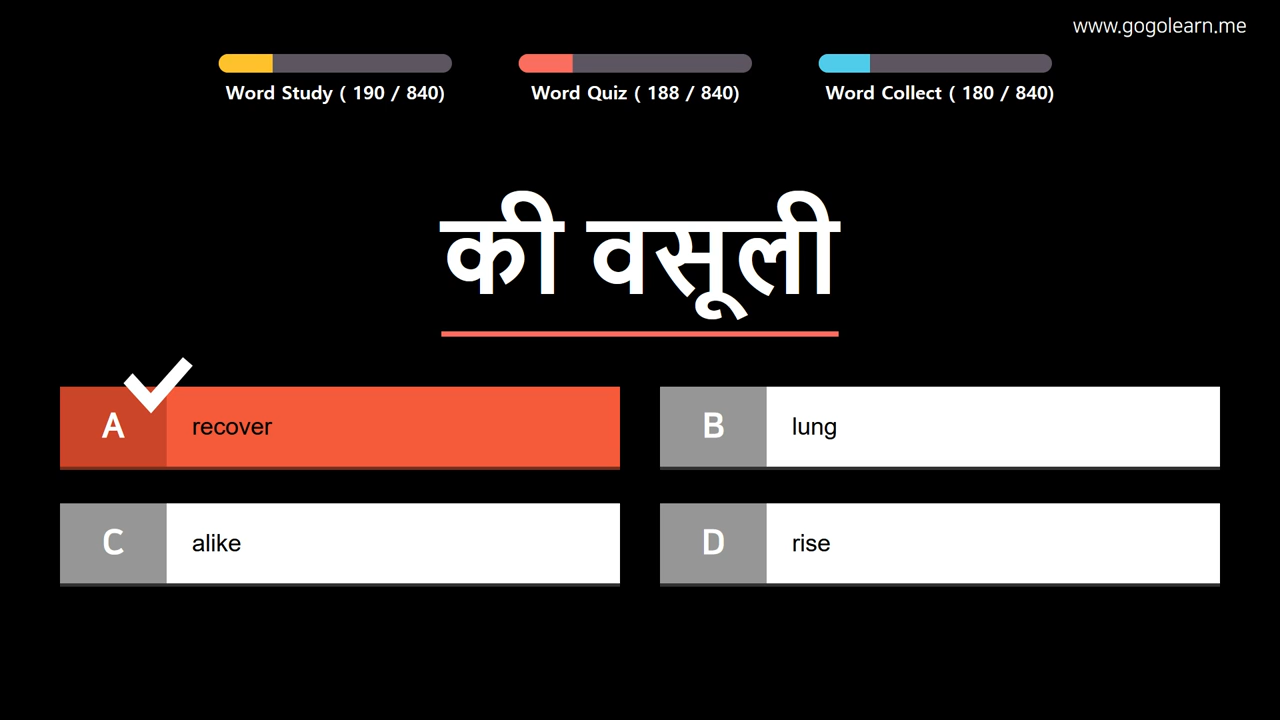 www.gogolearn.me
Word Study ( 190 / 840)
Word Quiz ( 188 / 840)
Word Collect ( 180 / 840)
की वसूली
A
recover
B
lung
C
alike
D
rise